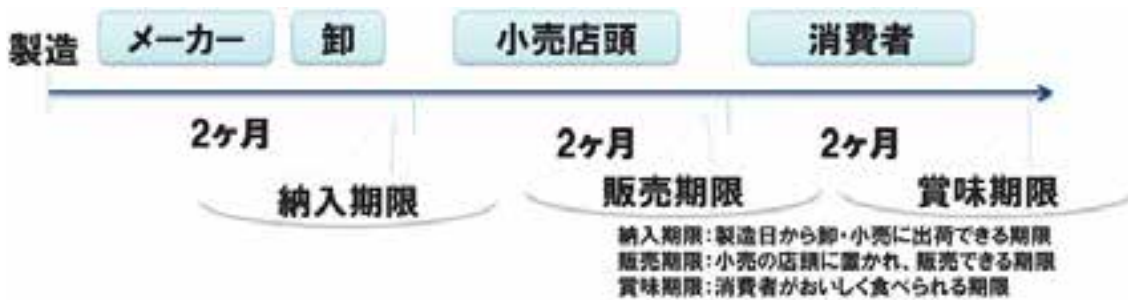 製造 メーカー 卸 小売店頭 消費者
2ヶ月 2ヶ月 2ヶ月
納入期限 販売期限 賞味期限
納入期限：製造日から卸・小売に出荷できる期限
販売期限：小売の店頭に置かれ、販売できる期限
賞味期限：消費者がおいしく食べられる期限